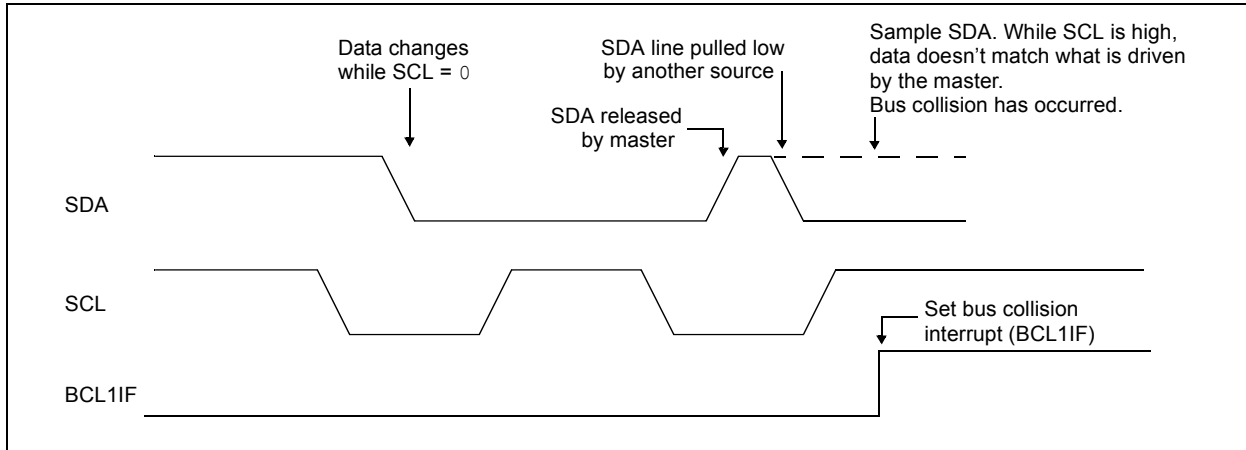 Data changes
while SCL = 0
SDA line pulled low
by another source
SDA released
by master
Sample SDA. While SCL is high,
data doesn’t match what is driven
by the master.
Bus collision has occurred.
SDA
SCL
Set bus collision
interrupt (BCL1IF)
BCL1IF